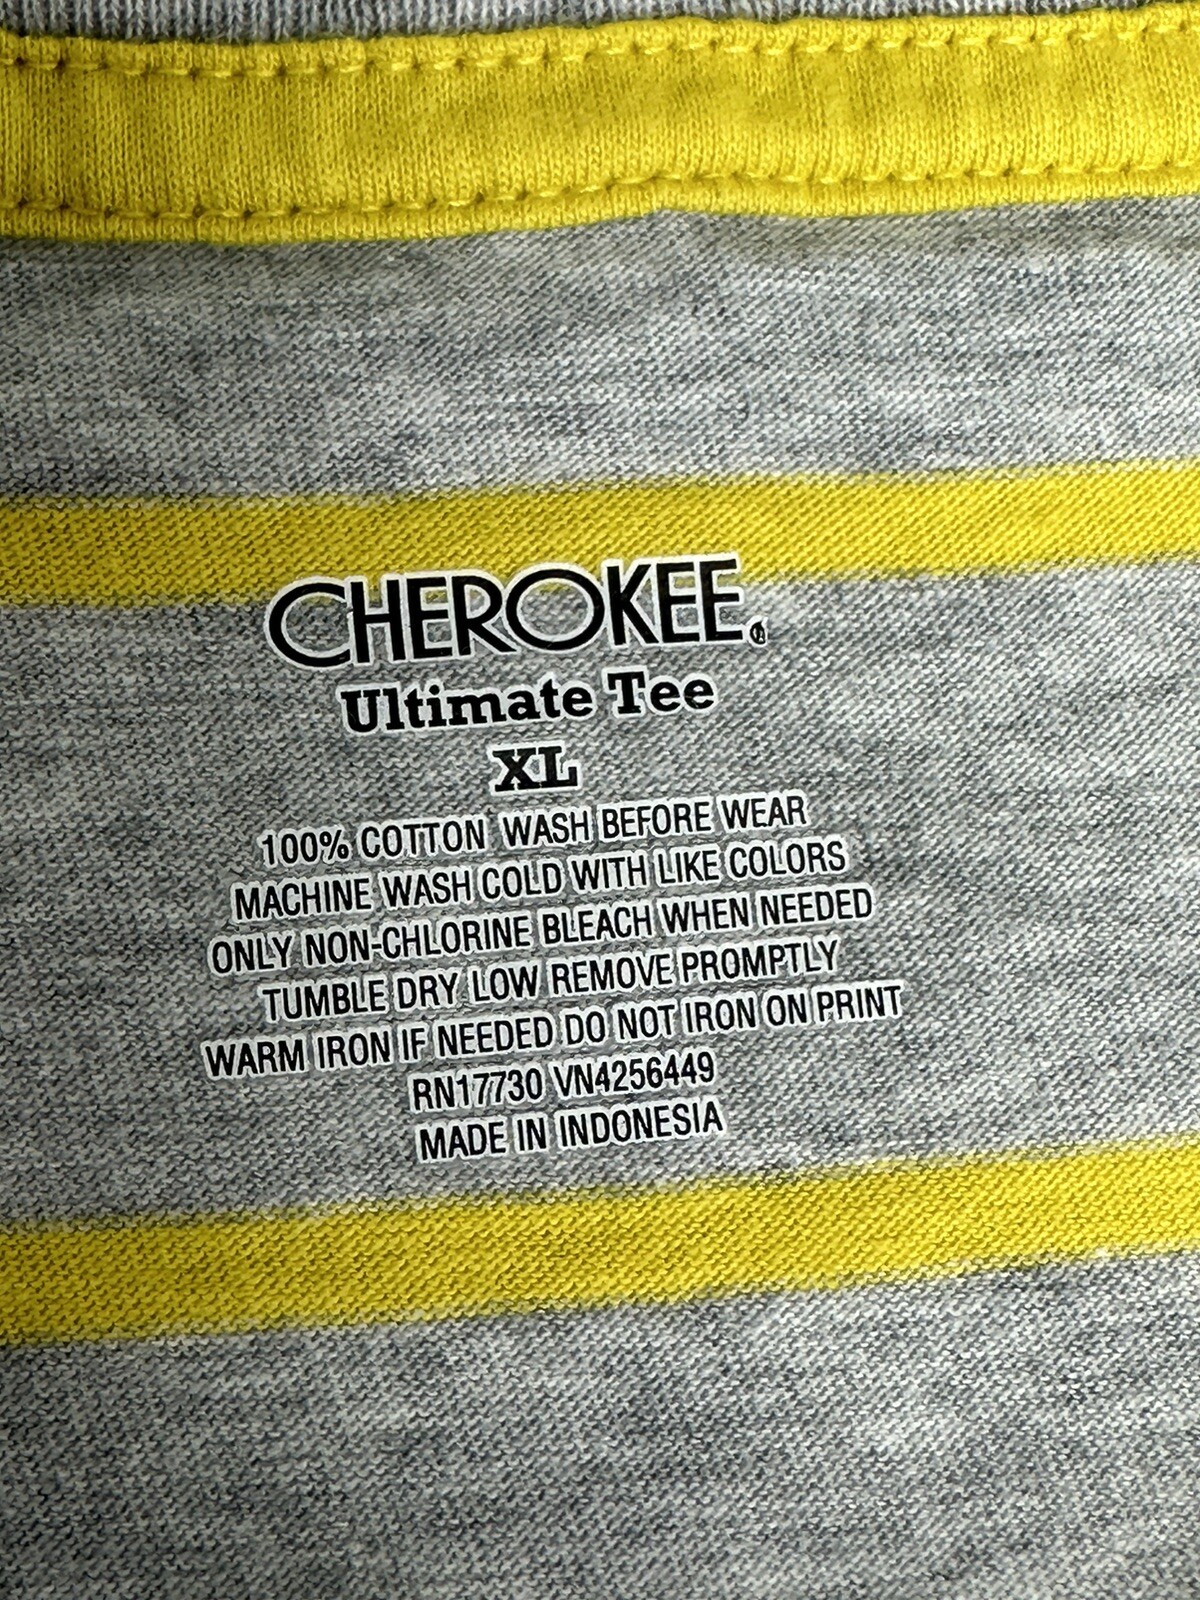 CHEROKEE
Ultimate Tee
XL
100% COTTON WASH BEFORE WEAR
MACHINE WASH COLD WITH LIKE COLORS
ONLY NON-CHLORINE BLEACH WHEN NEEDED
TUMBLE DRY LOW REMOVE PROMPTLY
WARM IRON IF NEEDED DO NOT IRON ON PRINT
RN17730 VN4256449
MADE IN INDONESIA